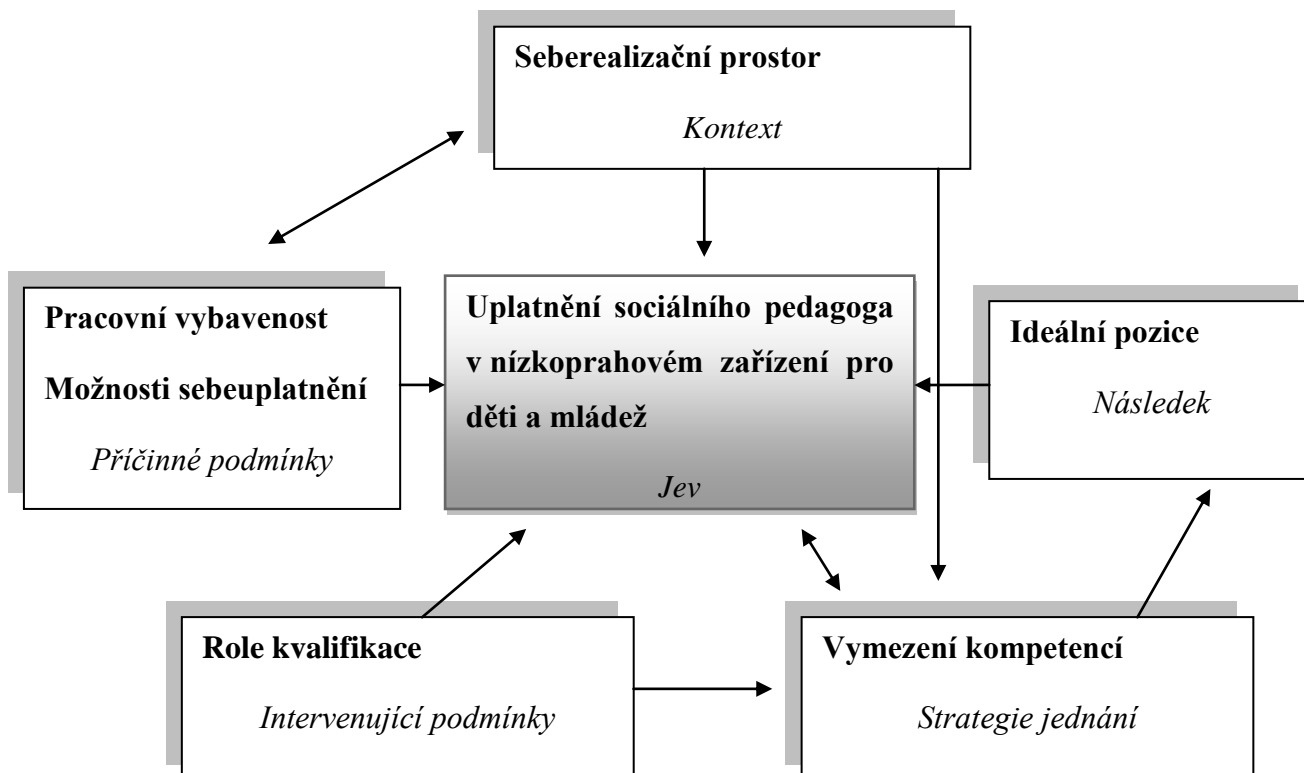 Seberealizační prostor
Kontext
Pracovní vybavenost
Možnosti sebeuplatnění
Příčinné podmínky
Uplatnění sociálního pedagoga
v nízkoprahovém zařízení pro
děti a mládež
Jev
Ideální pozice
Následek
Role kvalifikace
Intervenující podmínky
Vymezení kompetencí
Strategie jednání